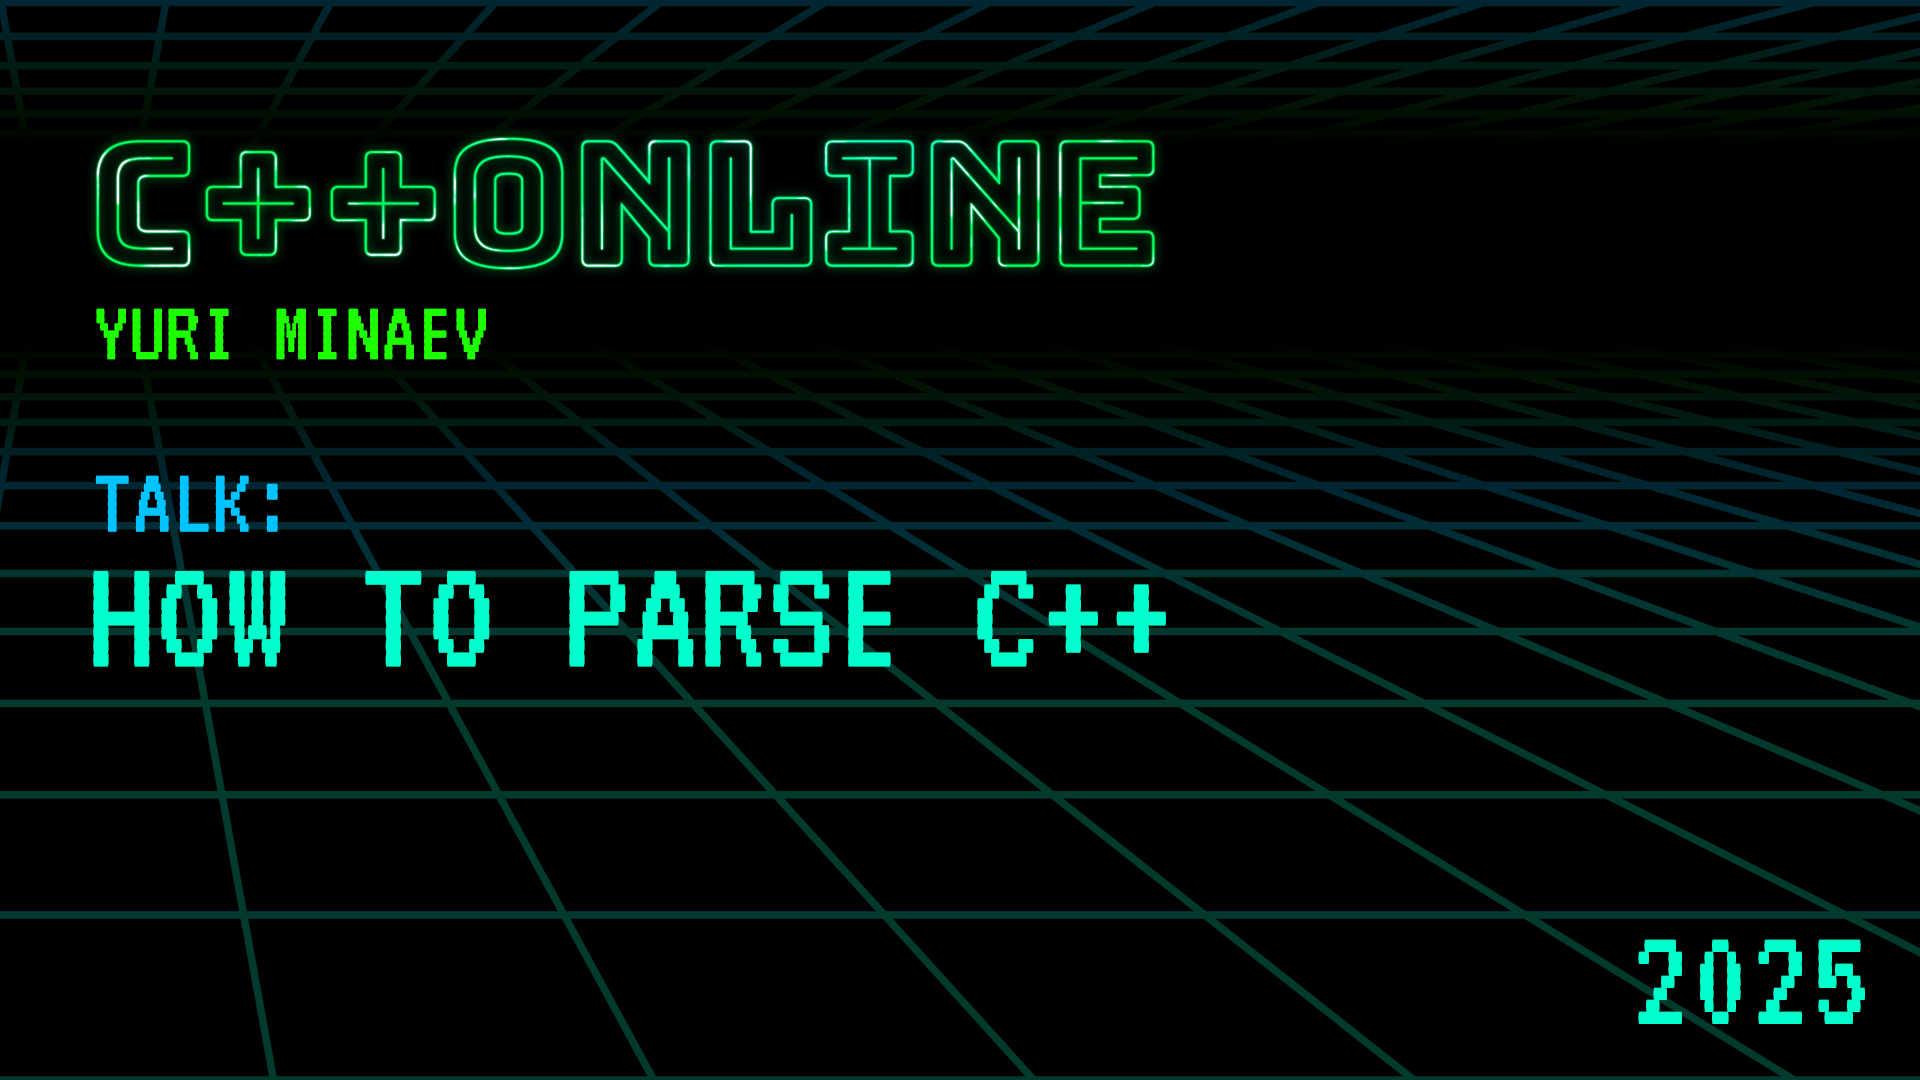 C++ONLINE
YURI MINAEV
TALK:
HOW TO PARSE C++
2025